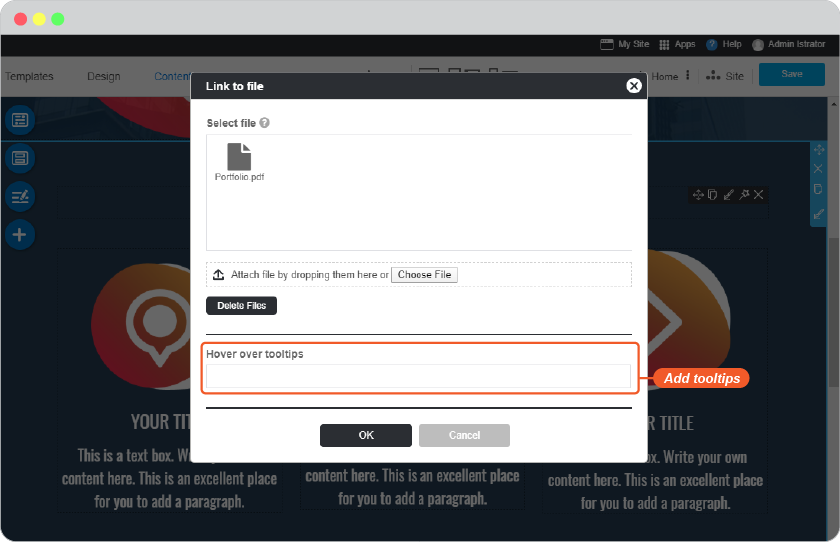 My Site Apps Help Admin Istrator
Templates Design Conten Home Site Save
Link to file
Select file
Portfolio.pdf
Attach file by dropping them here or Choose File
Delete Files
Hover over tooltips
Add tooltips
OK Cancel
YOUR TIT R TITLE
This is a text box. W ox. Write your own
content here. This is an excellent place content here. This is an excellent place content here. This is an excellent place
for you to add a paragraph. for you to add a paragraph. for you to add a paragraph.